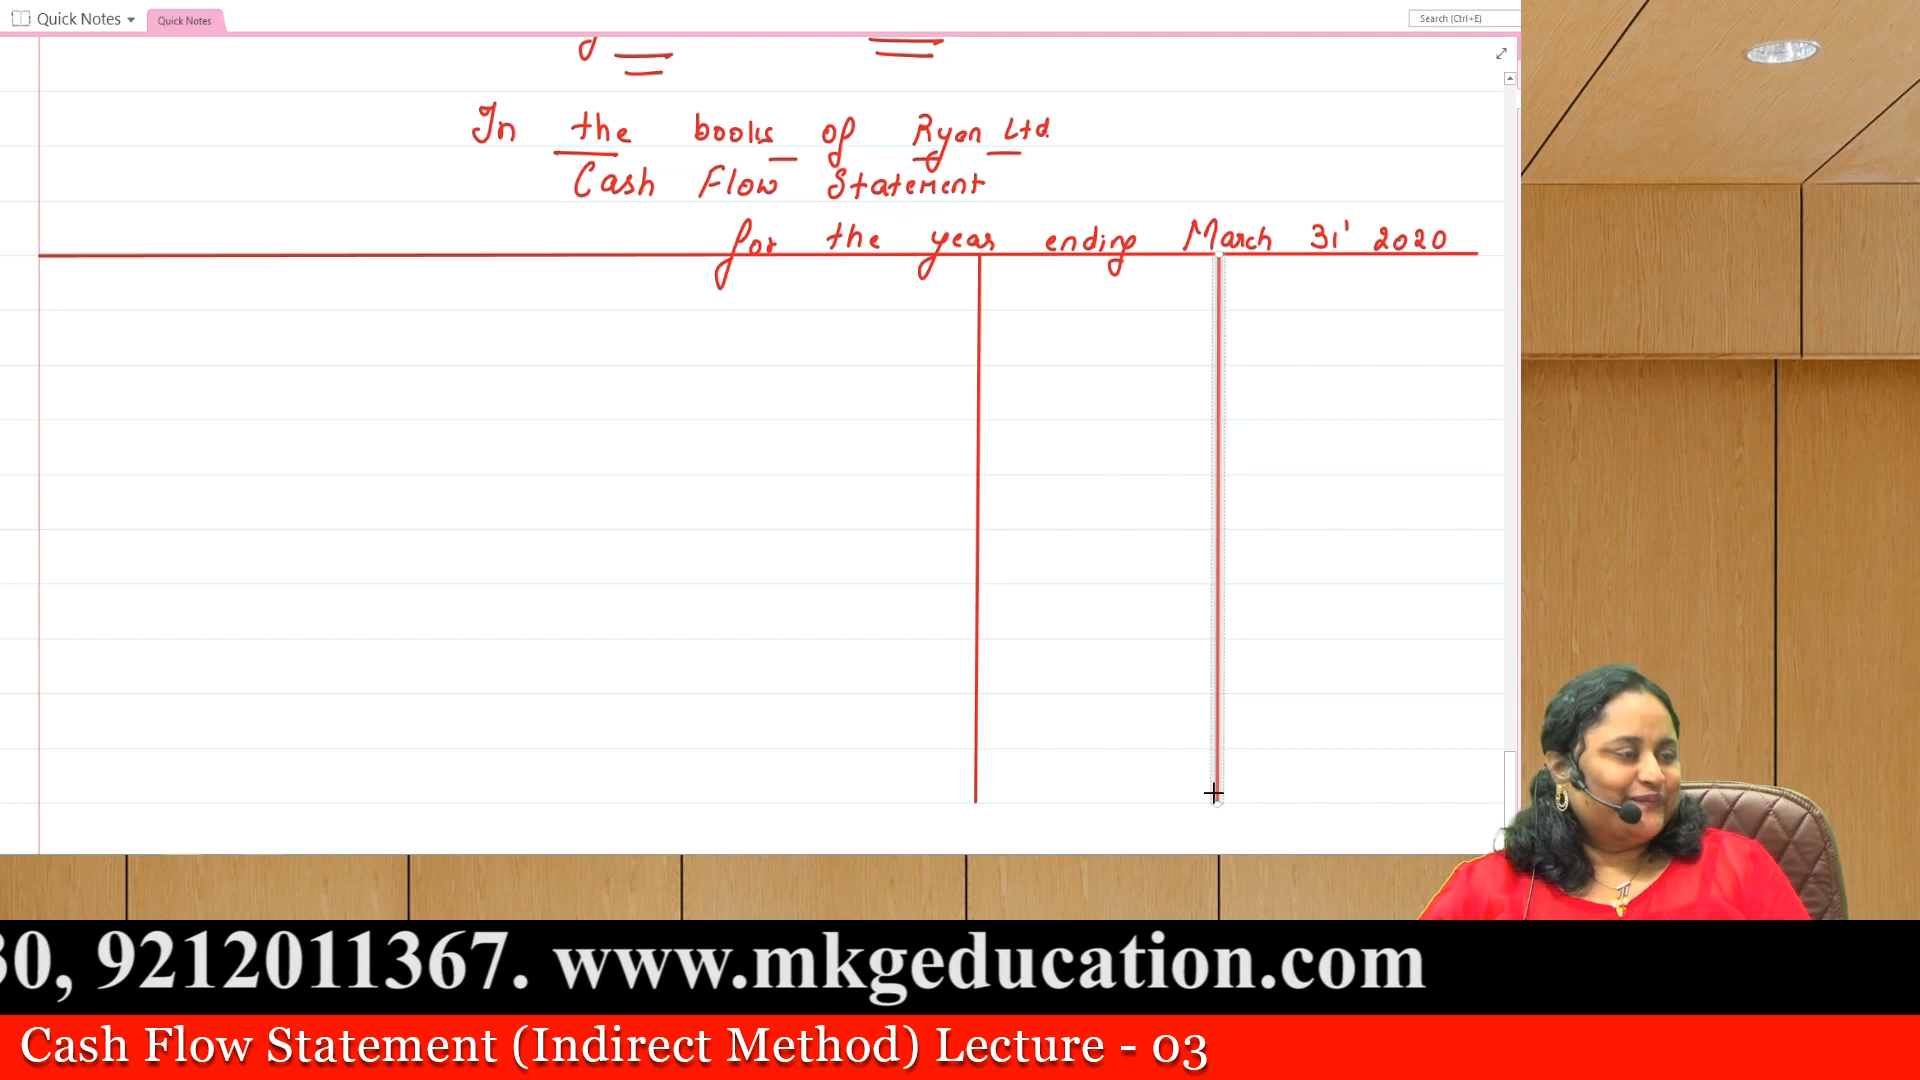 Quick Notes
Quick Notes
Search (Ctrl+E)
In the books of Ryan Ltd.
Cash Flow Statement
for the year ending March 31' 2020
30, 9212011367. www.mkgeducation.com
Cash Flow Statement (Indirect Method) Lecture - 03